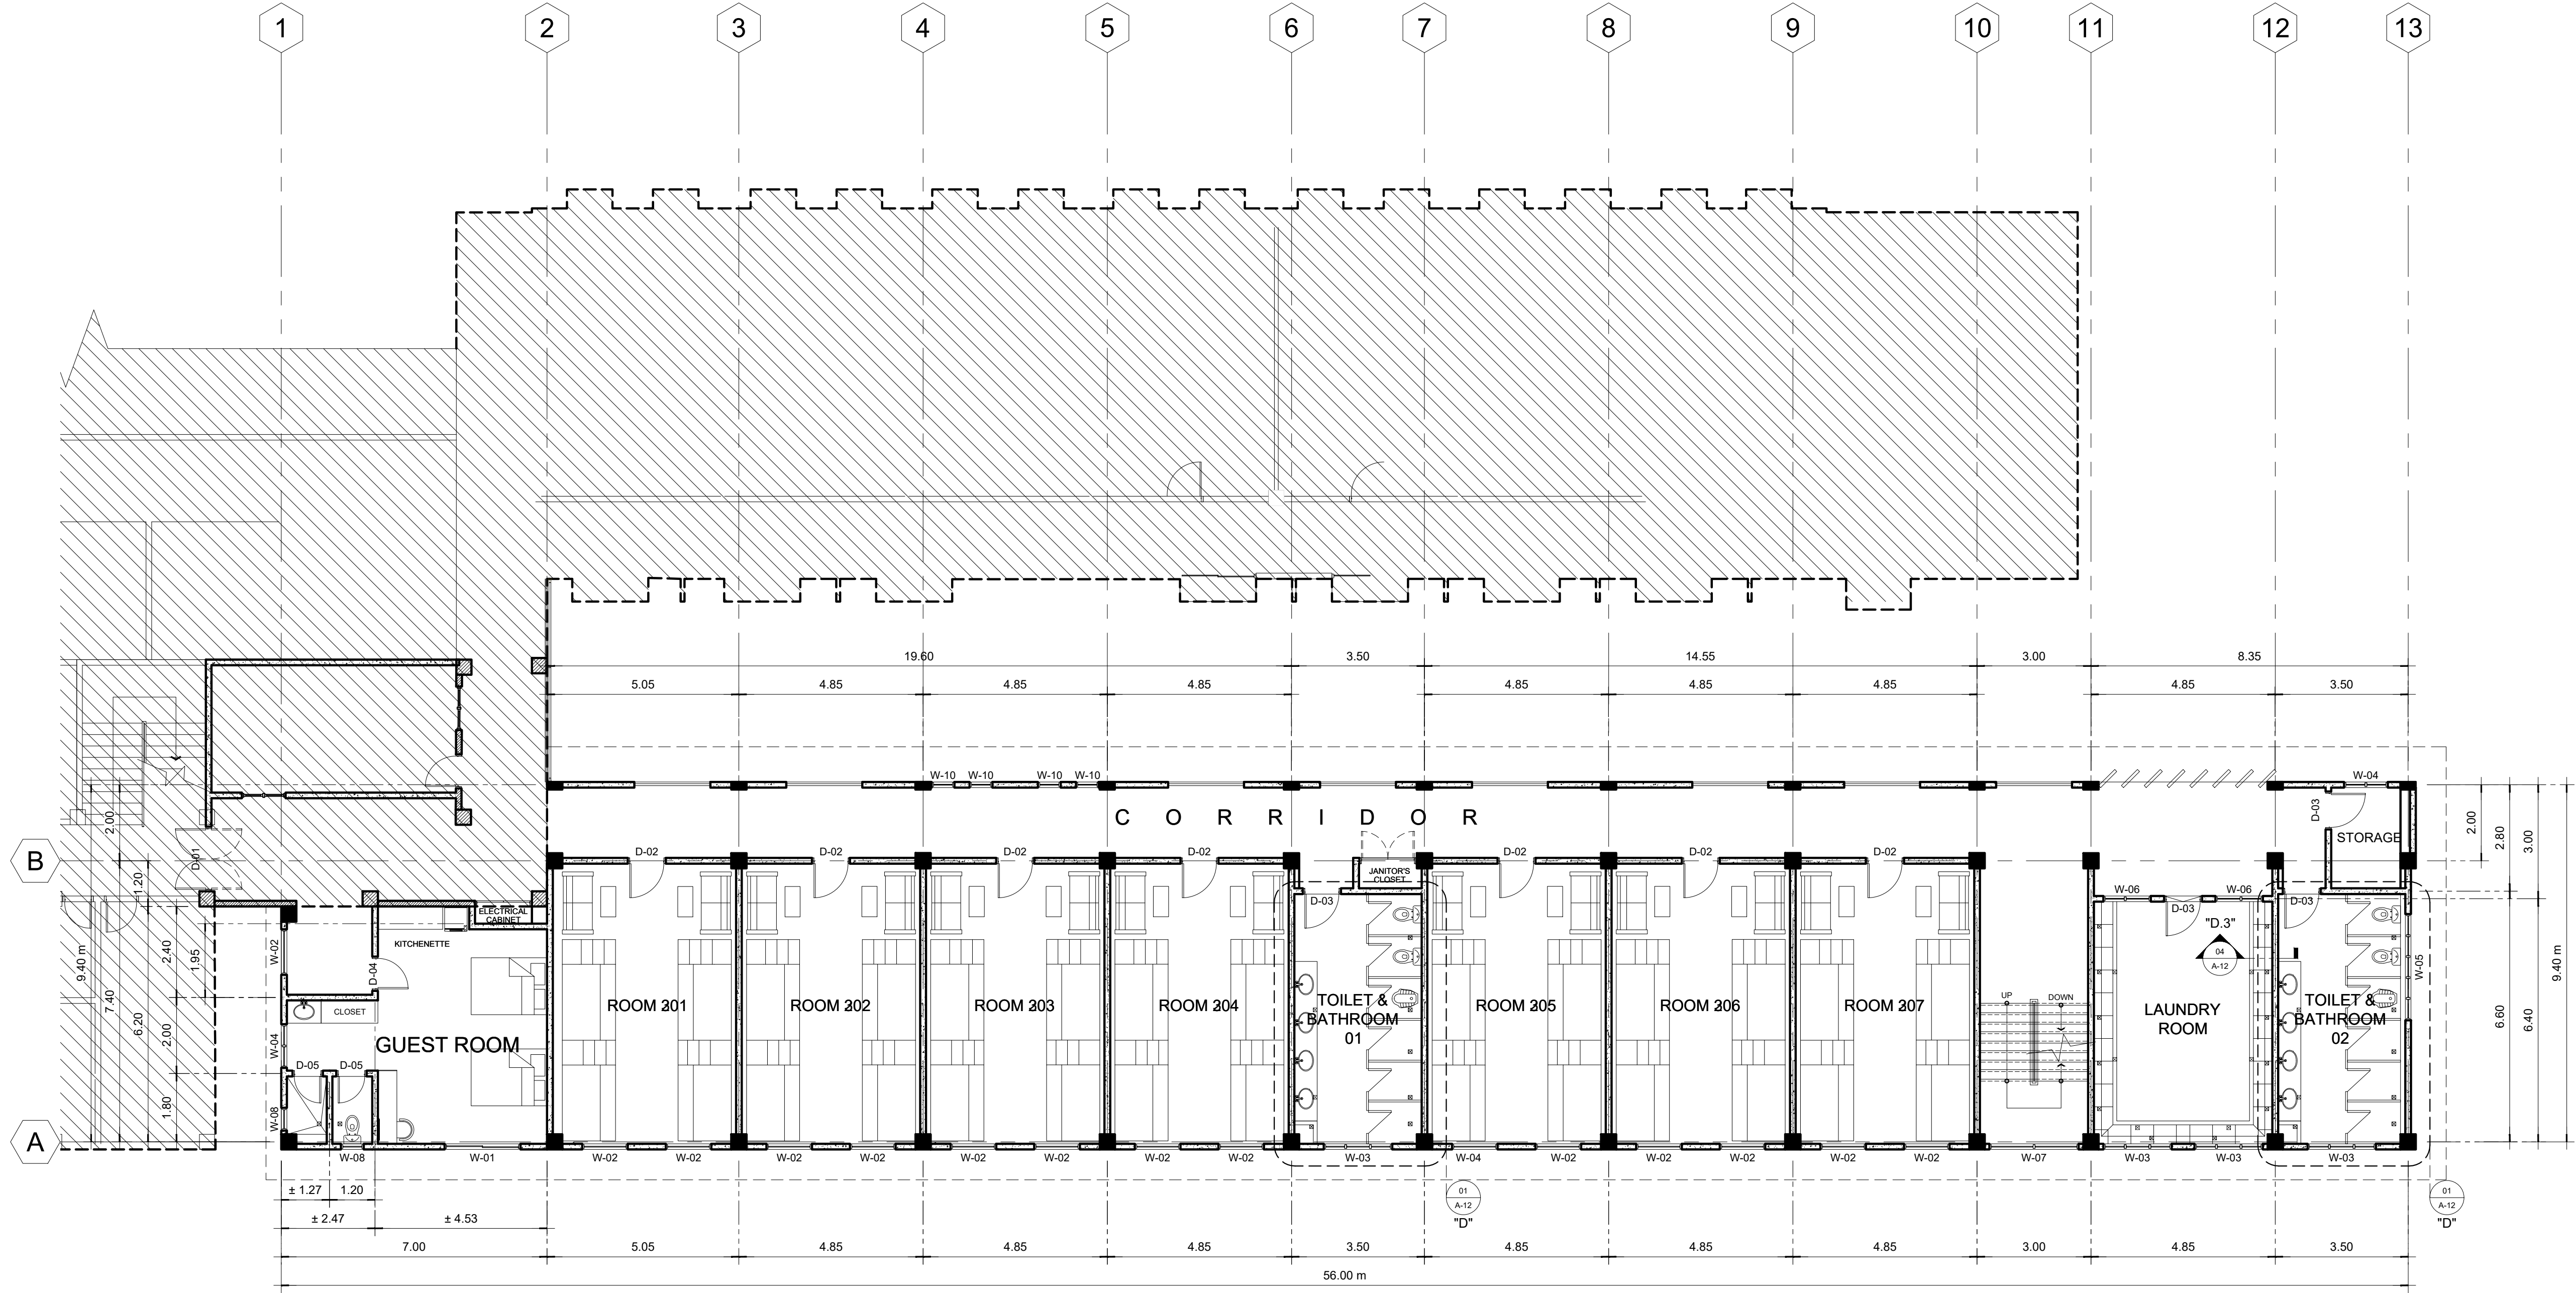 1 2 3 4 5 6 7 8 9 10 11 12 13
19.60 3.50 14.55 3.00 8.35
5.05 4.85 4.85 4.85 4.85 4.85 4.85 4.85 3.50
W-10 W-10 W-10 W-10 W-04
C O R R I D O R
D-03
STORAGE
2.00
2.00 2.80 3.00
B
D-01
D-02 D-02 D-02 D-02 D-02 D-02 D-02
JANITOR'S
CLOSET
1.20
W-06 W-06
D-03 D-03 D-03
ELECTRICAL
CABINET
"D.3"
04
A-12
KITCHENETTE
W-02
D-04
W-05
9.40 m 7.40 6.20 2.40 1.95
9.40 m
6.60 6.40
ROOM 201 ROOM 202 ROOM 203 ROOM 204
TOILET &
BATHROOM
01
ROOM 205 ROOM 206 ROOM 207
UP DOWN
LAUNDRY
ROOM
TOILET &
BATHROOM
02
CLOSET
GUEST ROOM
W-04
2.00
D-05 D-05
1.80
W-08
A
W-08 W-01 W-02 W-02 W-02 W-02 W-02 W-02 W-02 W-02 W-03 W-04 W-02 W-02 W-02 W-02 W-02 W-07 W-03 W-03 W-03
± 1.27 1.20
01
A-12
"D"
01
A-12
"D"
± 2.47 ± 4.53
7.00 5.05 4.85 4.85 4.85 3.50 4.85 4.85 4.85 3.00 4.85 3.50
56.00 m